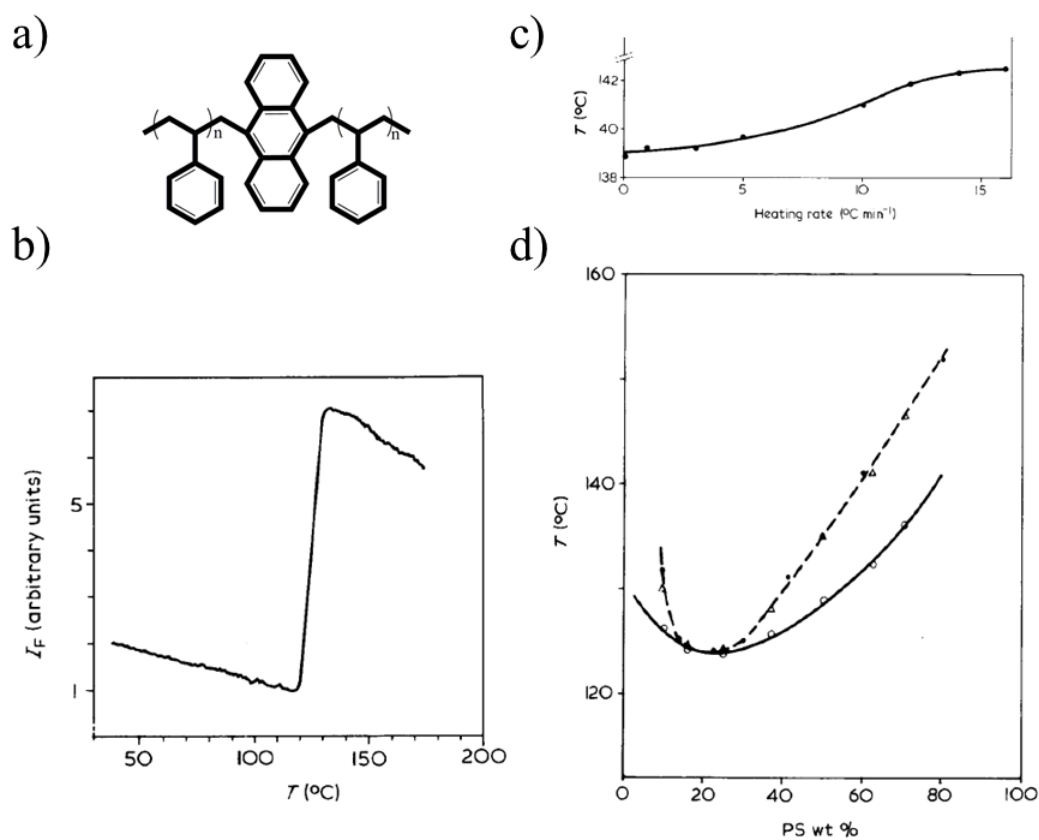 a)
n
n
b)
I_F (arbitrary units)
5
1
50
100
150
200
T (°C)
c)
T (°C)
142
140
138
0
5
10
15
Heating rate (°C min⁻¹)
d)
T (°C)
160
140
120
0
20
40
60
80
100
PS wt %